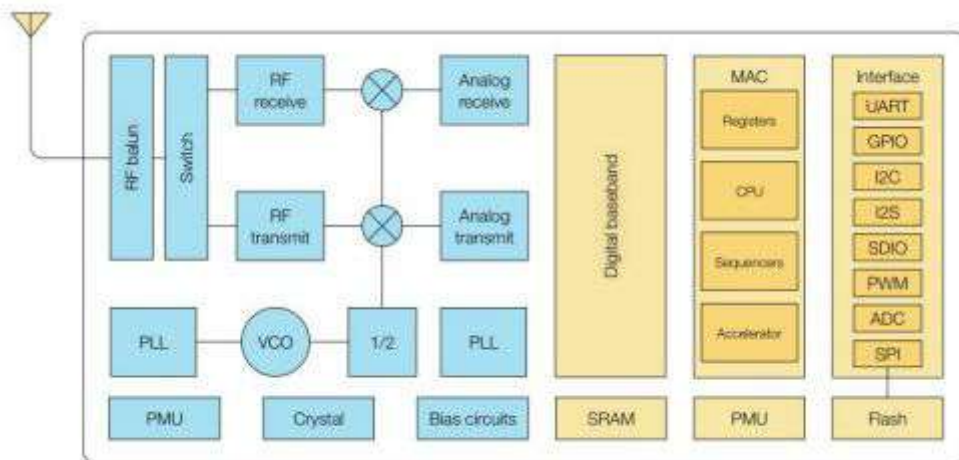 RF balun
Switch
RF
receive
Analog
receive
RF
transmit
Analog
transmit
PLL
VCO
1/2
PLL
PMU
Crystal
Bias circuits
Digital baseband
SRAM
MAC
Registers
CPU
Sequencers
Accelerator
PMU
Interface
UART
GPIO
I2C
I2S
SDIO
PWM
ADC
SPI
Flash